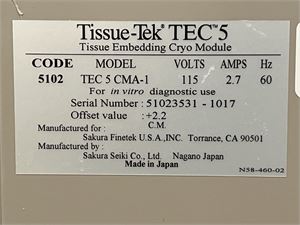 Tissue-Tek® TEC™ 5
Tissue Embedding Cryo Module
CODE MODEL VOLTS AMPS Hz
5102 TEC 5 CMA-1 115 2.7 60
For in vitro diagnostic use
Serial Number : 51023531 - 1017
Offset value : +2.2
C.M.
Manufactured for :
Sakura Finetek U.S.A.,INC. Torrance, CA 90501
Manufactured by :
Sakura Seiki Co., Ltd. Nagano Japan
Made in Japan
N58-460-02